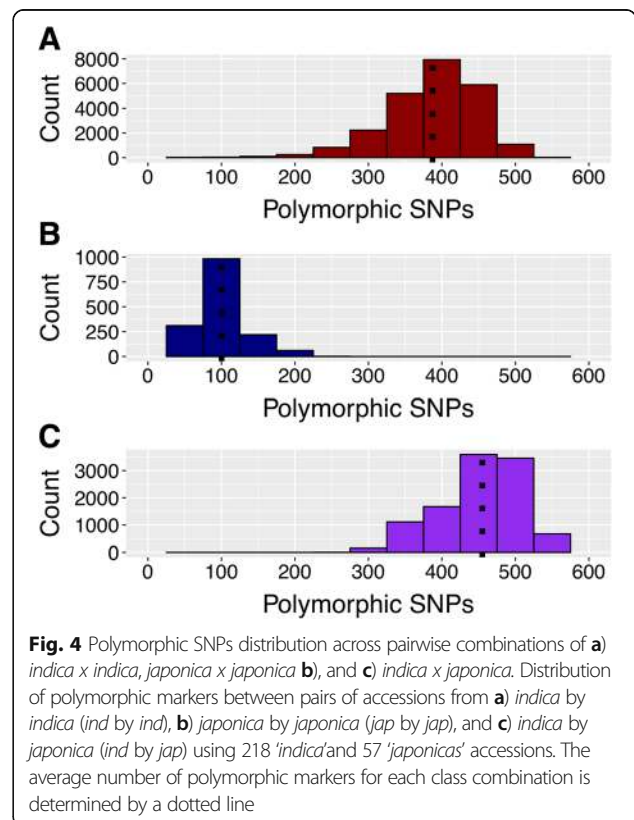 A
8000
6000
4000
2000
0
Count
0 100 200 300 400 500 600
Polymorphic SNPs
B
1000
750
500
250
0
Count
0 100 200 300 400 500 600
Polymorphic SNPs
C
3000
2000
1000
0
Count
0 100 200 300 400 500 600
Polymorphic SNPs
Fig. 4 Polymorphic SNPs distribution across pairwise combinations of a)
indica x indica, japonica x japonica b), and c) indica x japonica. Distribution
of polymorphic markers between pairs of accessions from a) indica by
indica (ind by ind), b) japonica by japonica (jap by jap), and c) indica by
japonica (ind by jap) using 218 ‘indica’and 57 ‘japonicas’ accessions. The
average number of polymorphic markers for each class combination is
determined by a dotted line